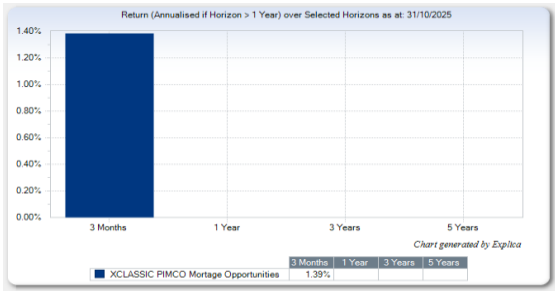 Return (Annualised if Horizon > 1 Year) over Selected Horizons as at: 31/10/2025
1.40%
1.20%
1.00%
0.80%
0.60%
0.40%
0.20%
0.00%
3 Months 1 Year 3 Years 5 Years
Chart generated by Explica
3 Months 1 Year 3 Years 5 Years
XCLASSIC PIMCO Mortage Opportunities 1.39%